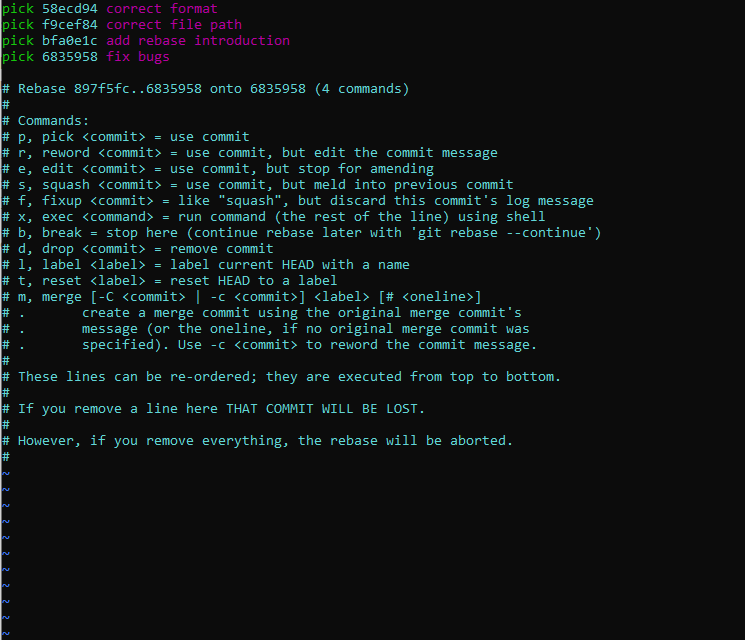 pick 58ecd94 correct format
pick f9cef84 correct file path
pick bfa0e1c add rebase introduction
pick 6835958 fix bugs
# Rebase 897f5fc..6835958 onto 6835958 (4 commands)
#
# Commands:
# p, pick <commit> = use commit
# r, reword <commit> = use commit, but edit the commit message
# e, edit <commit> = use commit, but stop for amending
# s, squash <commit> = use commit, but meld into previous commit
# f, fixup <commit> = like "squash", but discard this commit's log message
# x, exec <command> = run command (the rest of the line) using shell
# b, break = stop here (continue rebase later with 'git rebase --continue')
# d, drop <commit> = remove commit
# l, label <label> = label current HEAD with a name
# t, reset <label> = reset HEAD to a label
# m, merge [-C <commit> | -c <commit>] <label> [# <oneline>]
# .       create a merge commit using the original merge commit's
# .       message (or the oneline, if no original merge commit was
# .       specified). Use -c <commit> to reword the commit message.
#
# These lines can be re-ordered; they are executed from top to bottom.
#
# If you remove a line here THAT COMMIT WILL BE LOST.
#
# However, if you remove everything, the rebase will be aborted.
#
~
~
~
~
~
~
~
~
~
~
~